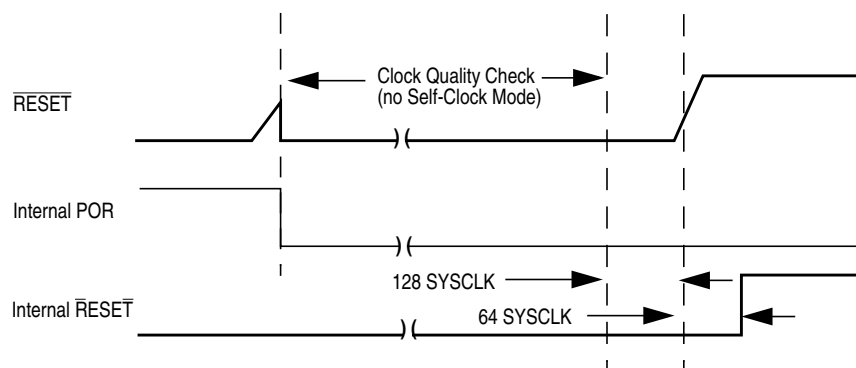 Clock Quality Check
(no Self-Clock Mode)
RESET
)(
Internal POR
)(
128 SYSCLK
Internal RESET
64 SYSCLK
)(